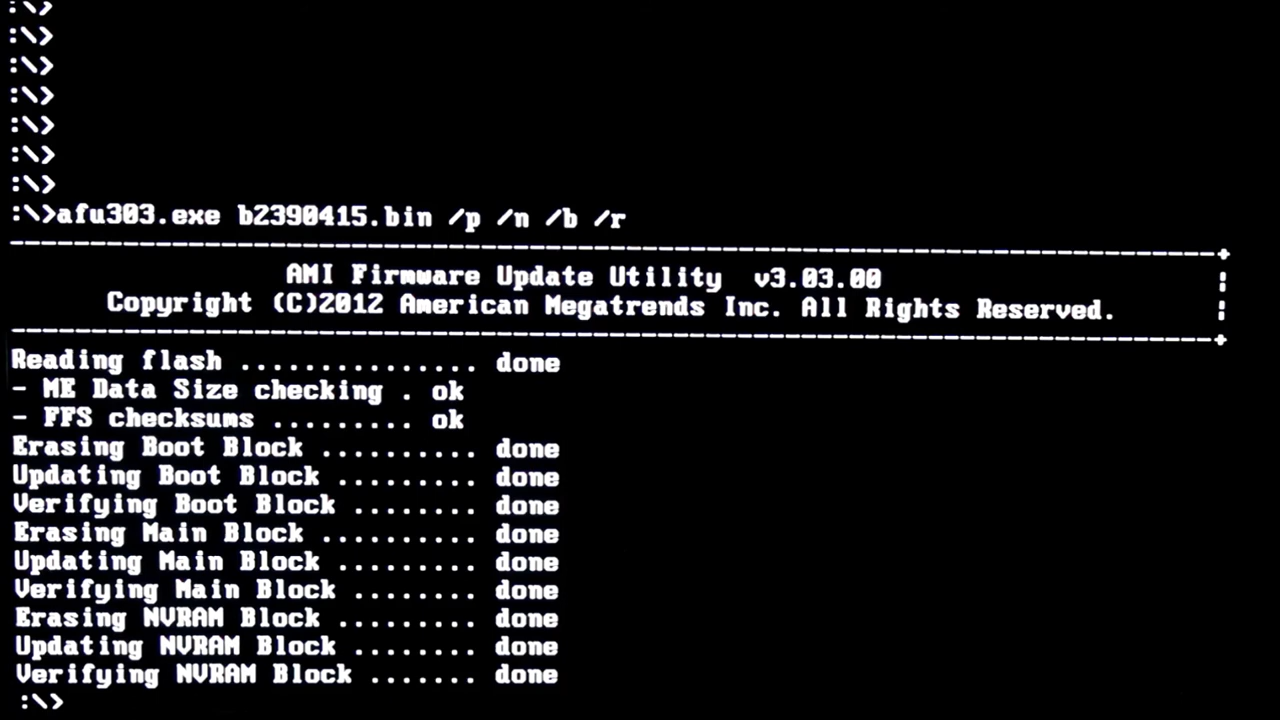 :\>
:\>
:\>
:\>
:\>
:\>
:\>
:\>afu303.exe b2390415.bin /p /n /b /r
AMI Firmware Update Utility v3.03.00
Copyright (C)2012 American Megatrends Inc. All Rights Reserved.
Reading flash ............... done
- ME Data Size checking . ok
- FFS checksums ......... ok
Erasing Boot Block .......... done
Updating Boot Block ......... done
Verifying Boot Block ........ done
Erasing Main Block .......... done
Updating Main Block ......... done
Verifying Main Block ........ done
Erasing NVRAM Block ......... done
Updating NVRAM Block ........ done
Verifying NVRAM Block ....... done
:\>